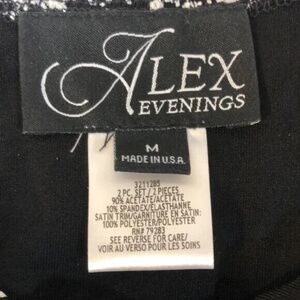 ALEX
EVENINGS
M
MADE IN U.S.A.
3211285
2 PC. SET / 2 PIECES
90% ACETATE/ACETATE
10% SPANDEX/ELASTHANNE
SATIN TRIM/GARNITURE EN SATIN:
100% POLYESTER/POLYESTER
RN# 79283
SEE REVERSE FOR CARE/
VOIR AU VERSO POUR LES SOINS